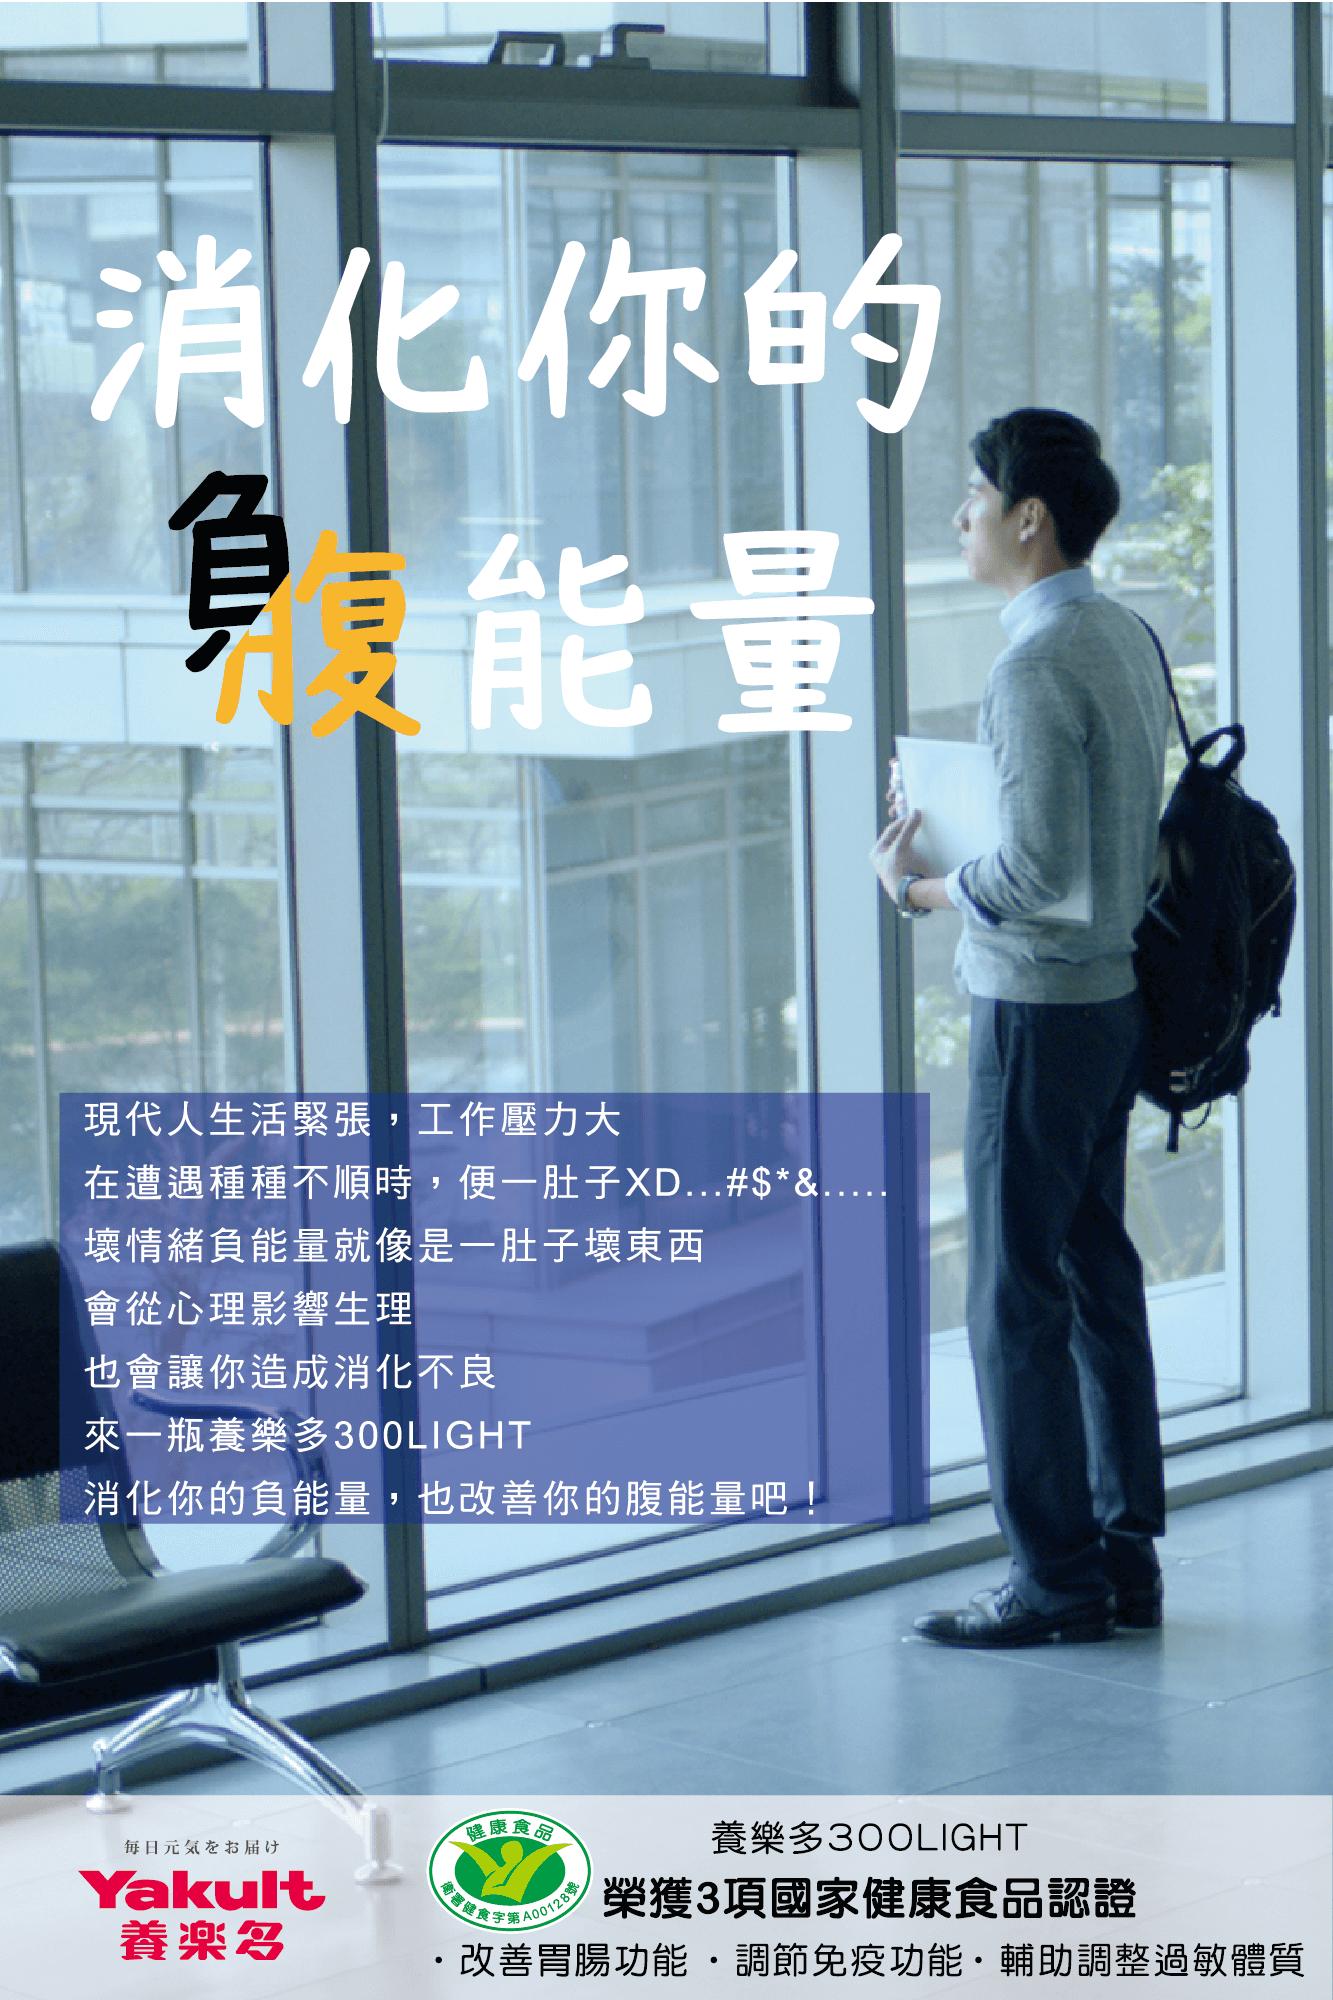 消化你的
負腹能量
現代人生活緊張，工作壓力大
在遭遇種種不順時，便一肚子XD...#$*&.....
壞情緒負能量就像是一肚子壞東西
會從心理影響生理
也會讓你造成消化不良
來一瓶養樂多300LIGHT
消化你的負能量，也改善你的腹能量吧！
毎日元気をお届け
Yakult
養楽多
健康食品
衛署健食字第A00128號
養樂多300LIGHT
榮獲3項國家健康食品認證
·改善胃腸功能 ·調節免疫功能·輔助調整過敏體質